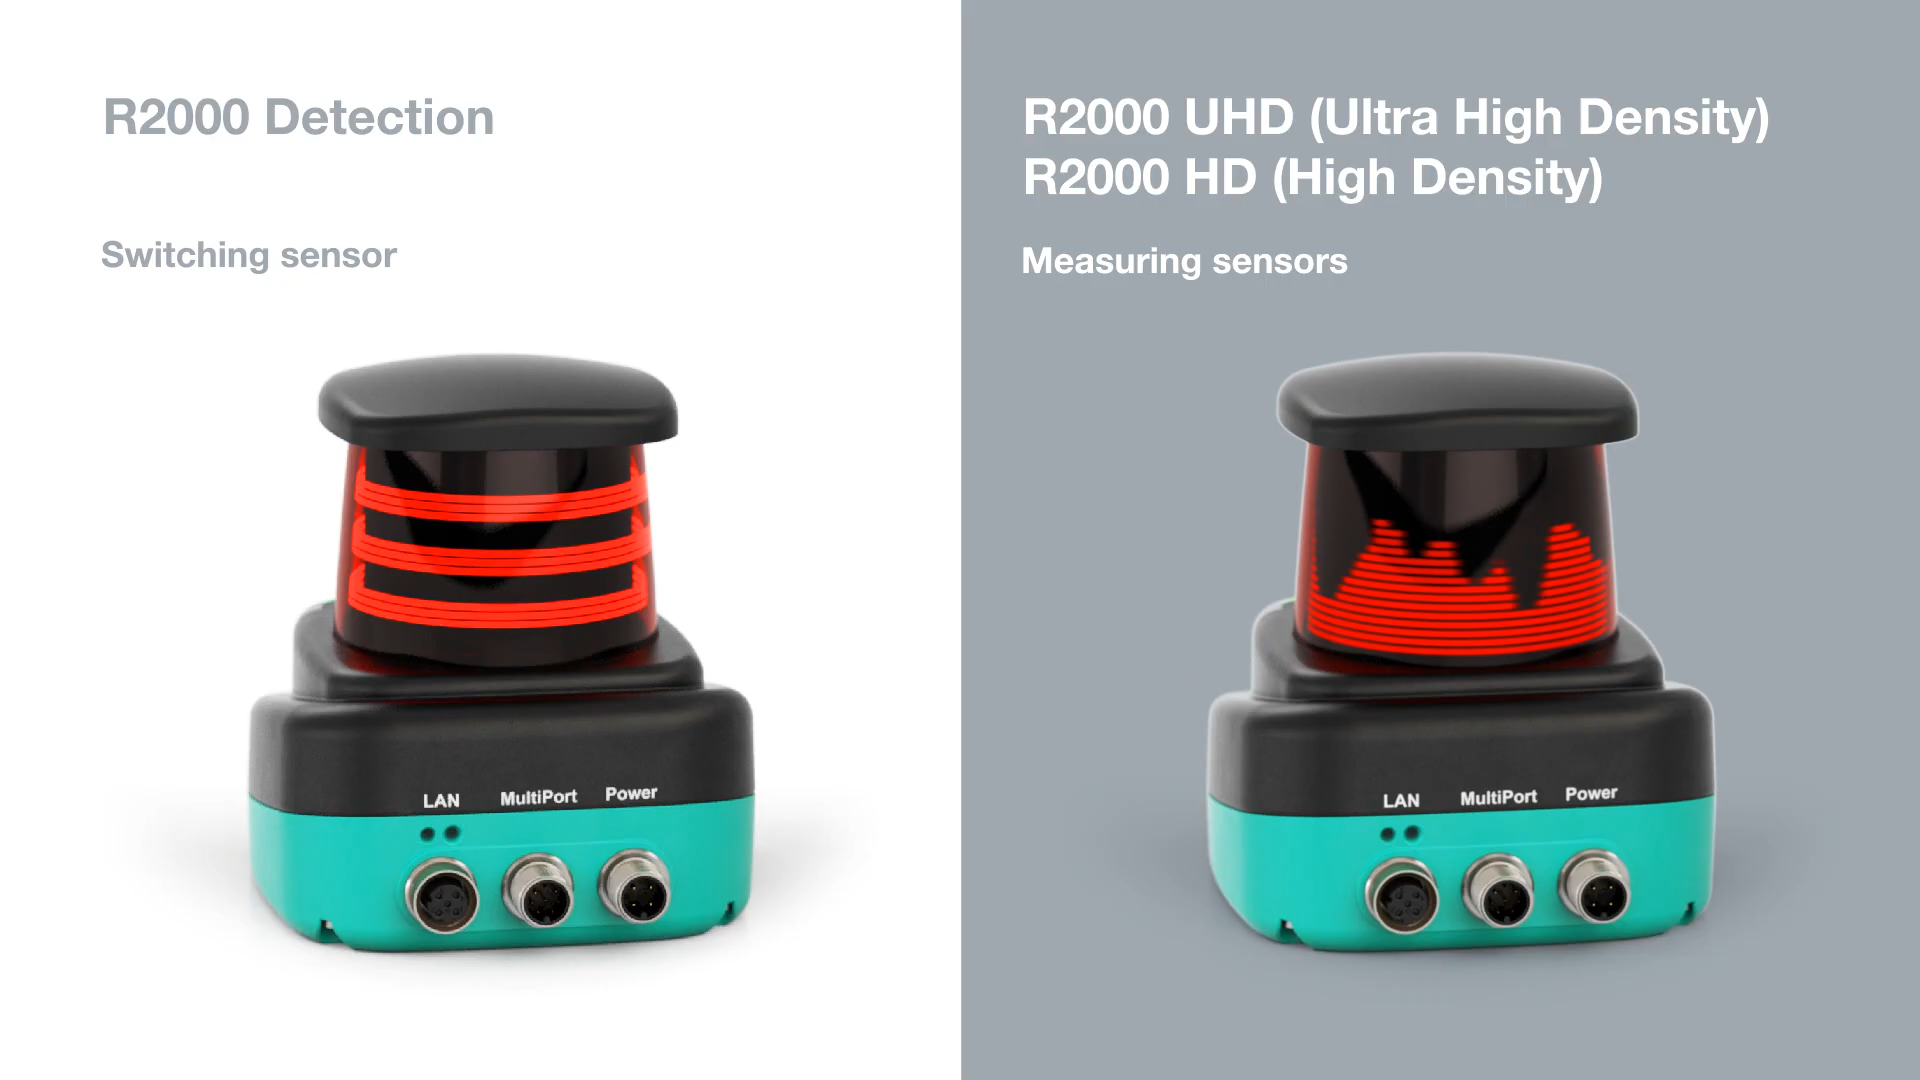 R2000 Detection
Switching sensor
LAN
MultiPort
Power
R2000 UHD (Ultra High Density)
R2000 HD (High Density)
Measuring sensors
LAN
MultiPort
Power